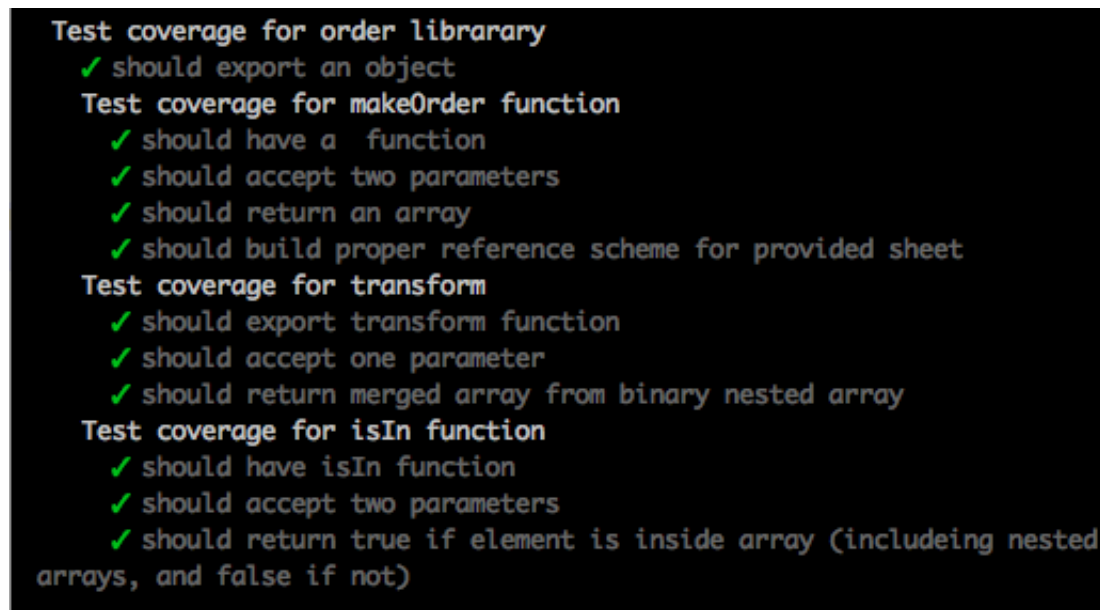 Test coverage for order librarary
✓ should export an object
Test coverage for makeOrder function
✓ should have a  function
✓ should accept two parameters
✓ should return an array
✓ should build proper reference scheme for provided sheet
Test coverage for transform
✓ should export transform function
✓ should accept one parameter
✓ should return merged array from binary nested array
Test coverage for isIn function
✓ should have isIn function
✓ should accept two parameters
✓ should return true if element is inside array (includeing nested
arrays, and false if not)